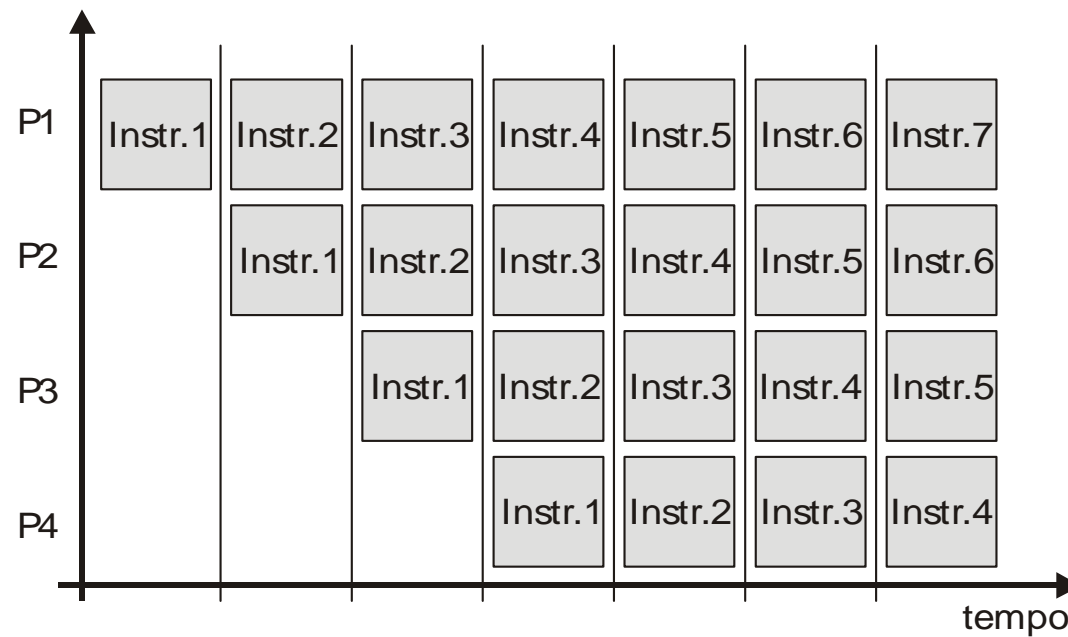 P1 Instr.1 Instr.2 Instr.3 Instr.4 Instr.5 Instr.6 Instr.7
P2 Instr.1 Instr.2 Instr.3 Instr.4 Instr.5 Instr.6
P3 Instr.1 Instr.2 Instr.3 Instr.4 Instr.5
P4 Instr.1 Instr.2 Instr.3 Instr.4
tempo